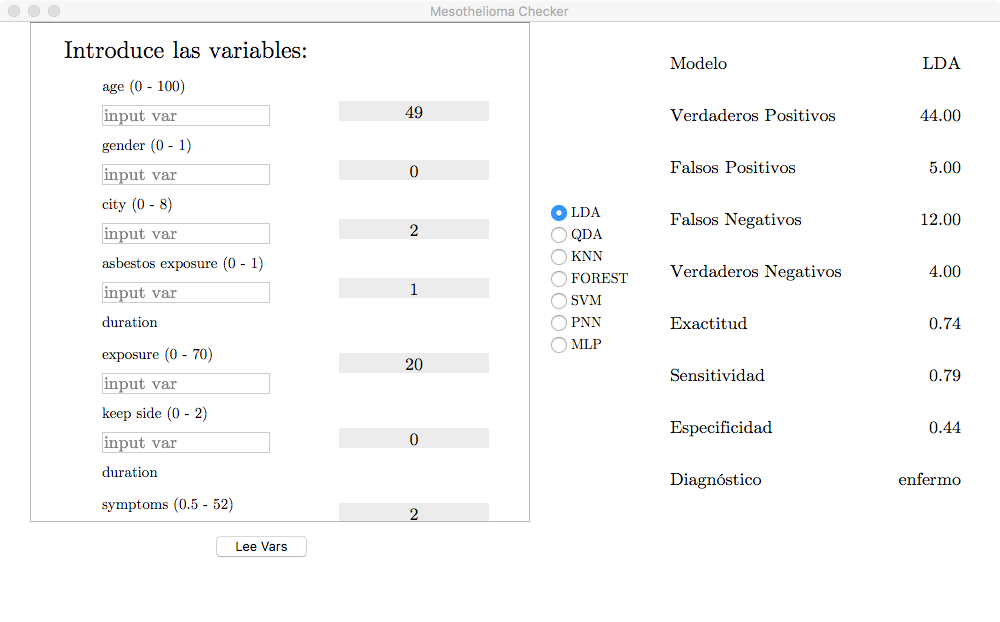 Mesothelioma Checker
Introduce las variables:
age (0 - 100)
input var
49
gender (0 - 1)
input var
0
city (0 - 8)
input var
2
asbestos exposure (0 - 1)
input var
1
duration
exposure (0 - 70)
input var
20
keep side (0 - 2)
input var
0
duration
symptoms (0.5 - 52)
2
Lee Vars
LDA
QDA
KNN
FOREST
SVM
PNN
MLP
Modelo LDA
Verdaderos Positivos 44.00
Falsos Positivos 5.00
Falsos Negativos 12.00
Verdaderos Negativos 4.00
Exactitud 0.74
Sensitividad 0.79
Especificidad 0.44
Diagnóstico enfermo